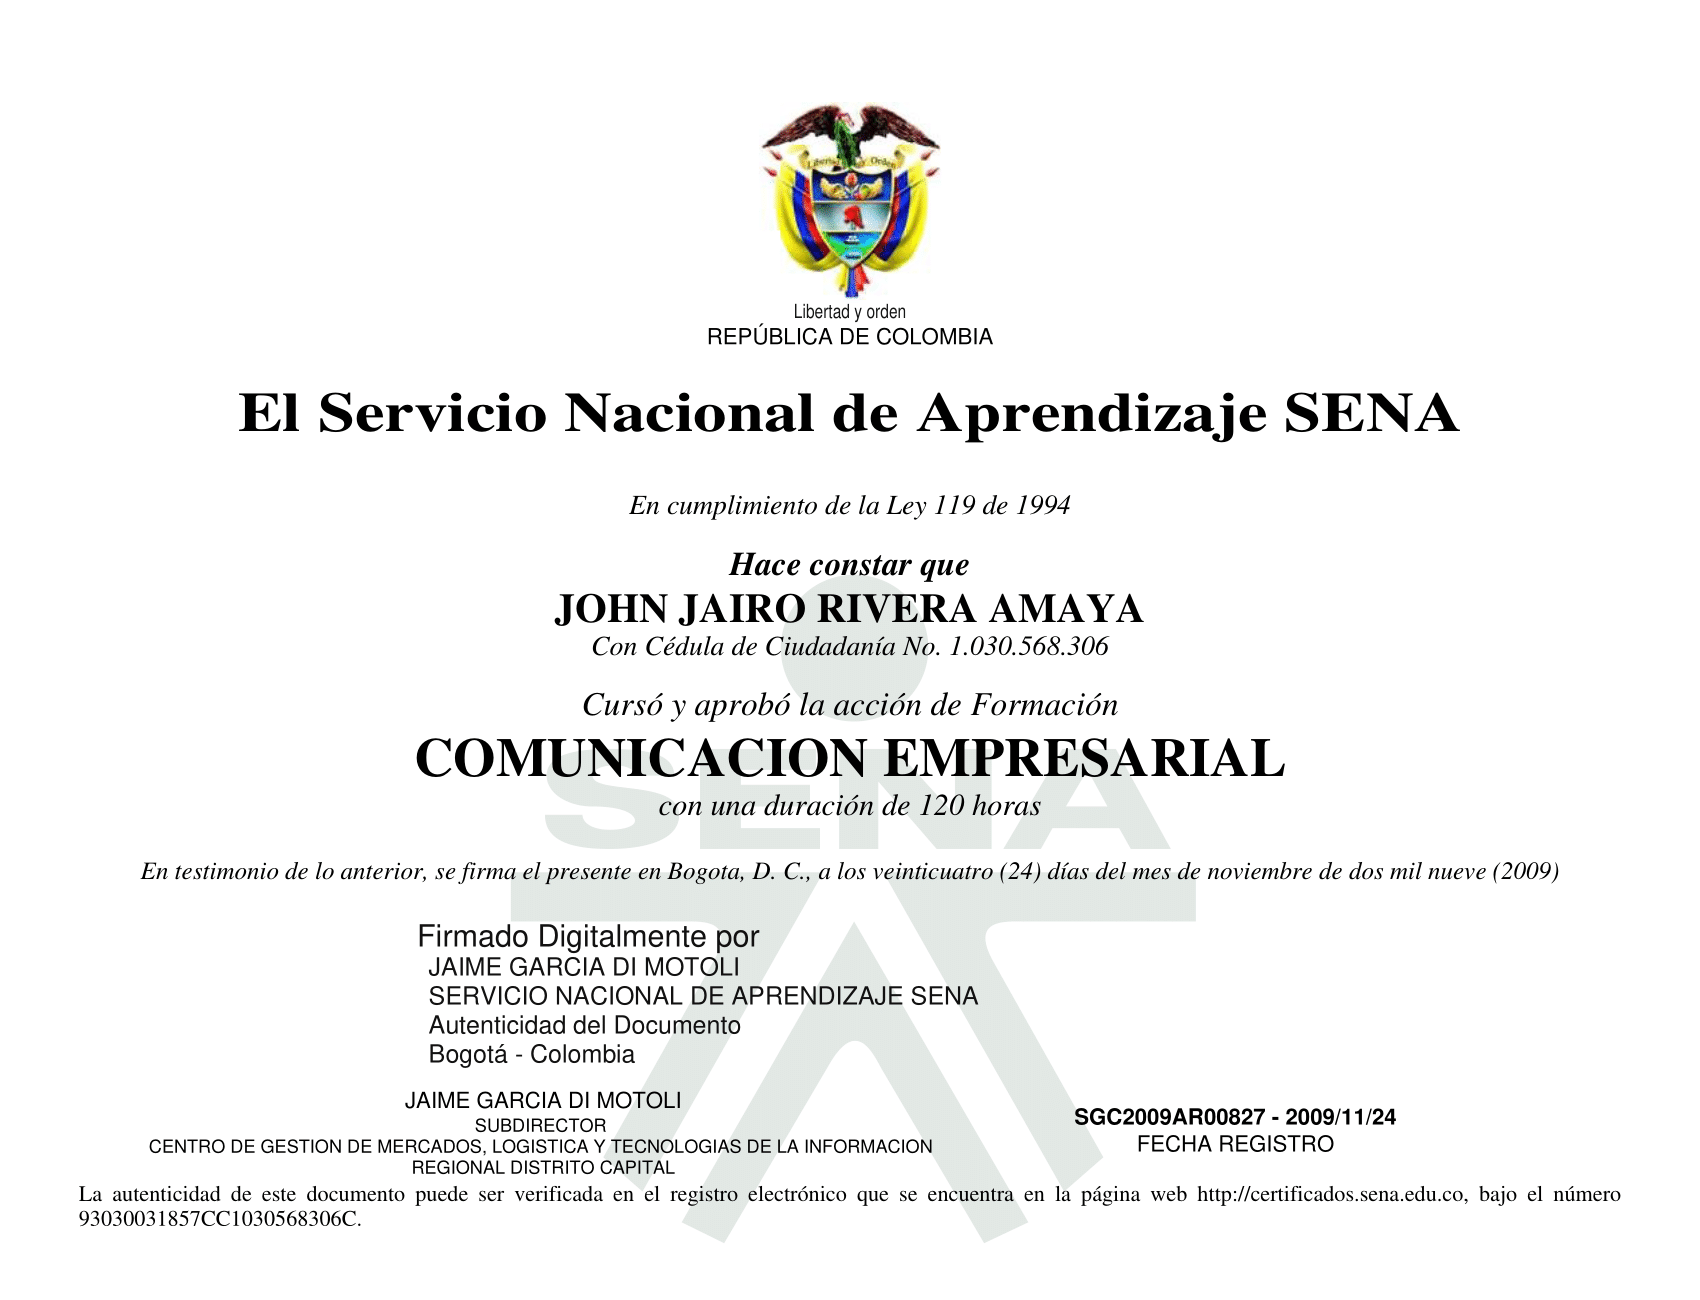 Libertad y Orden
Libertad y orden
REPÚBLICA DE COLOMBIA
El Servicio Nacional de Aprendizaje SENA
En cumplimiento de la Ley 119 de 1994
Hace constar que
JOHN JAIRO RIVERA AMAYA
Con Cédula de Ciudadanía No. 1.030.568.306
Cursó y aprobó la acción de Formación
COMUNICACION EMPRESARIAL
SENA
con una duración de 120 horas
En testimonio de lo anterior, se firma el presente en Bogota, D. C., a los veinticuatro (24) días del mes de noviembre de dos mil nueve (2009)
Firmado Digitalmente por
JAIME GARCIA DI MOTOLI
SERVICIO NACIONAL DE APRENDIZAJE SENA
Autenticidad del Documento
Bogotá - Colombia
JAIME GARCIA DI MOTOLI
SUBDIRECTOR
CENTRO DE GESTION DE MERCADOS, LOGISTICA Y TECNOLOGIAS DE LA INFORMACION
REGIONAL DISTRITO CAPITAL
SGC2009AR00827 - 2009/11/24
FECHA REGISTRO
La autenticidad de este documento puede ser verificada en el registro electrónico que se encuentra en la página web http://certificados.sena.edu.co, bajo el número
93030031857CC1030568306C.